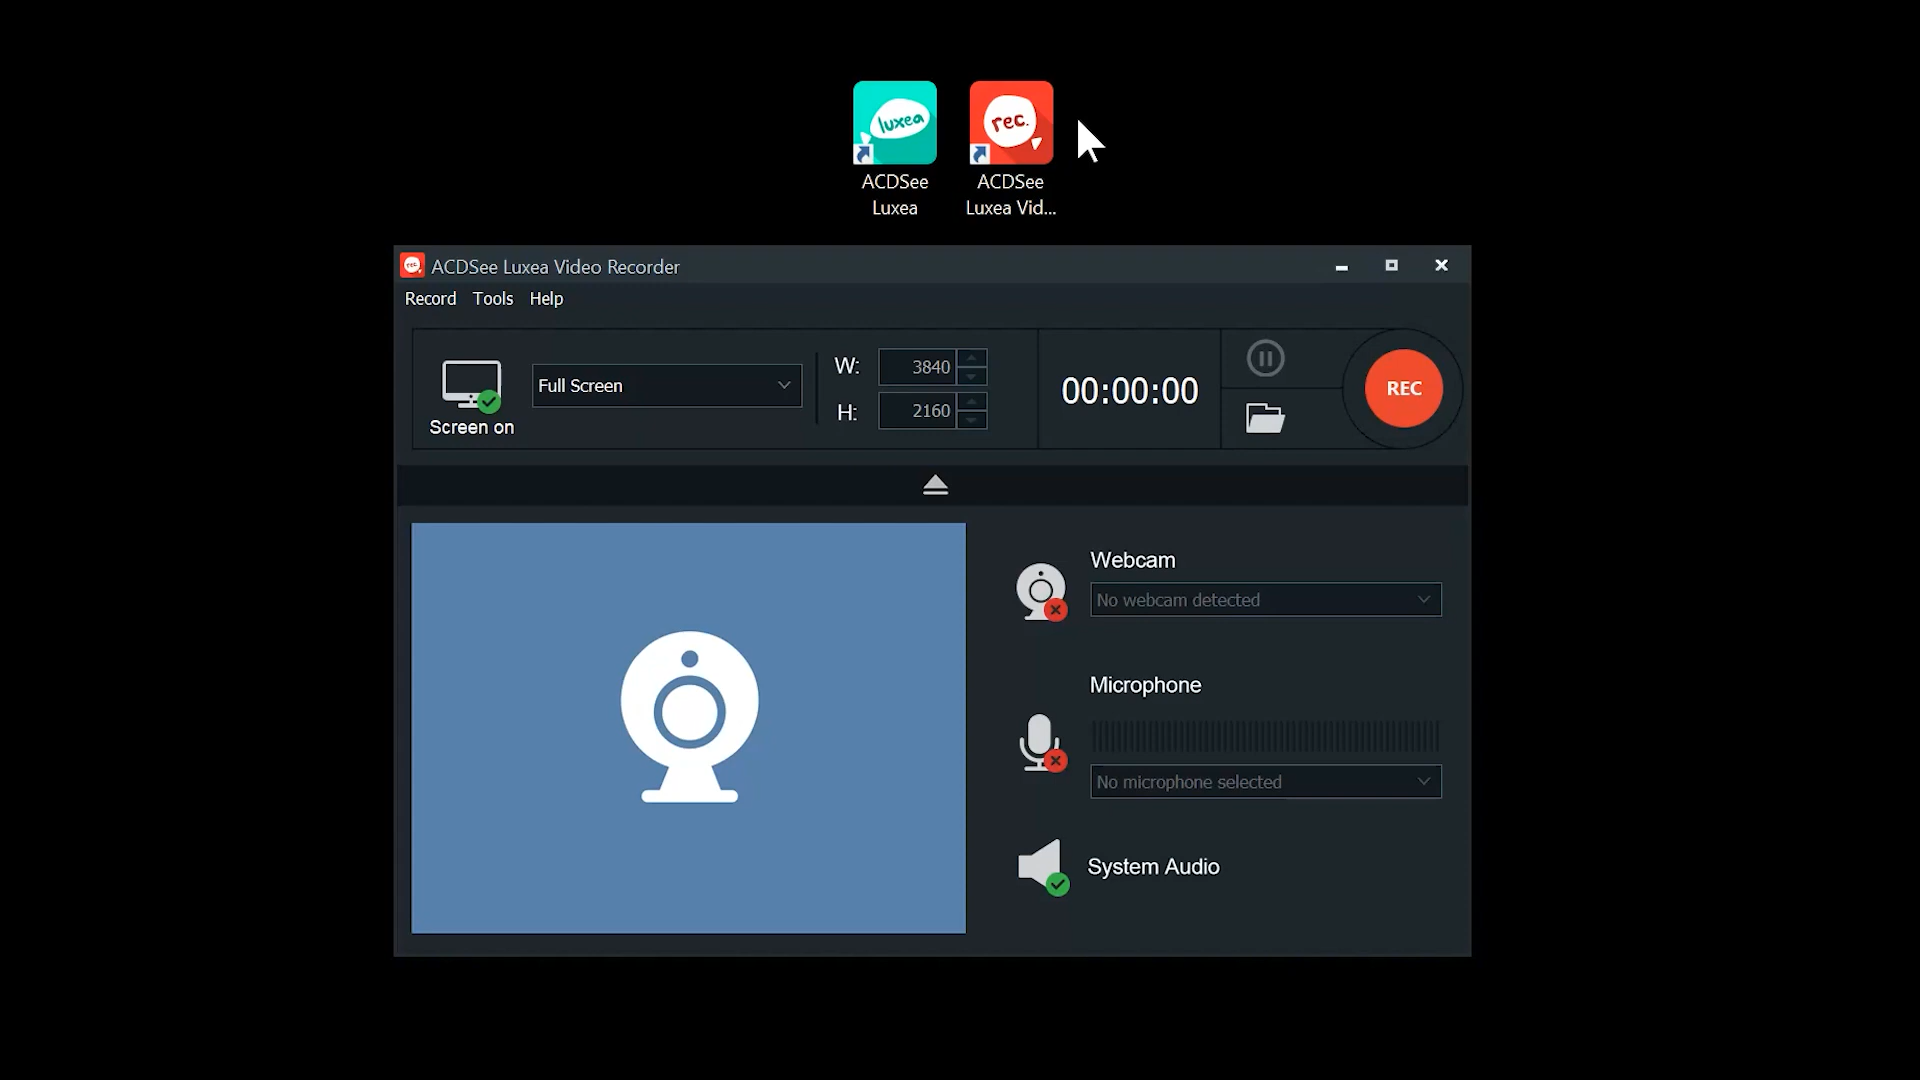 luxea
rec.
ACDSee
Luxea
ACDSee
Luxea Vid...
rec.
ACDSee Luxea Video Recorder
Record Tools Help
Screen on
Full Screen
W: 3840
H: 2160
00:00:00
REC
Webcam
No webcam detected
Microphone
No microphone selected
System Audio